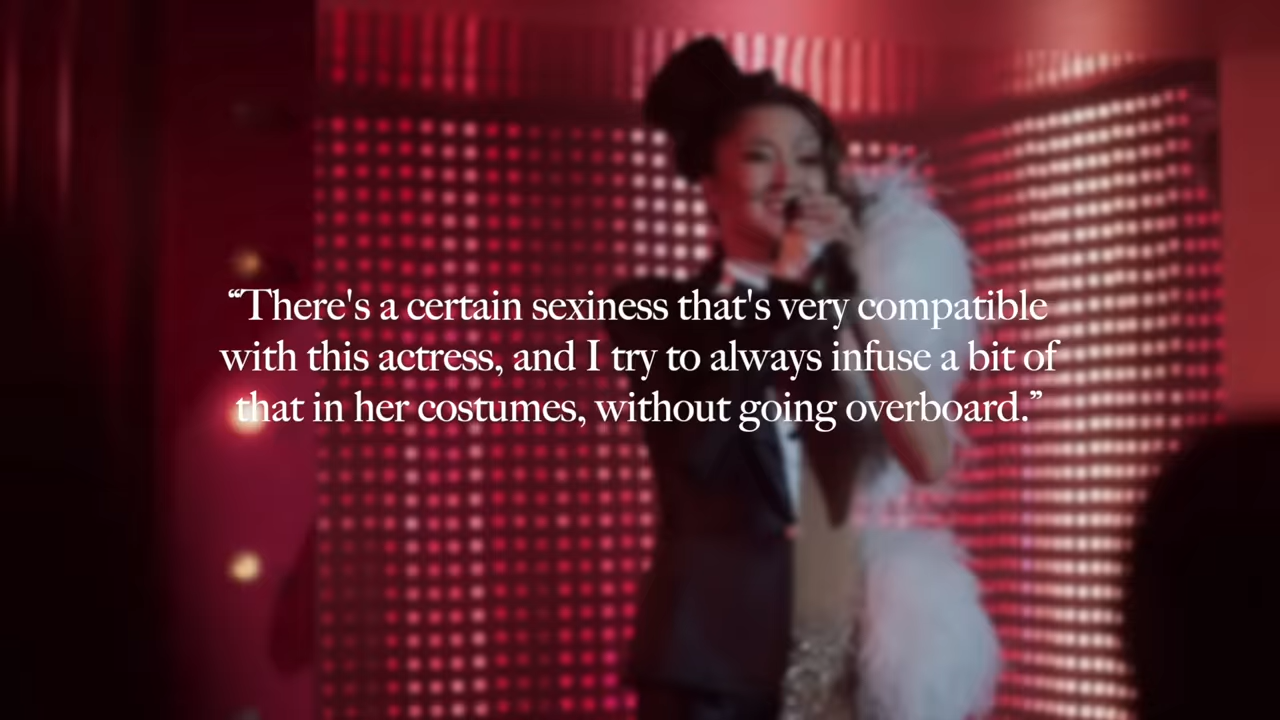 “There's a certain sexiness that's very compatible
with this actress, and I try to always infuse a bit of
that in her costumes, without going overboard.”